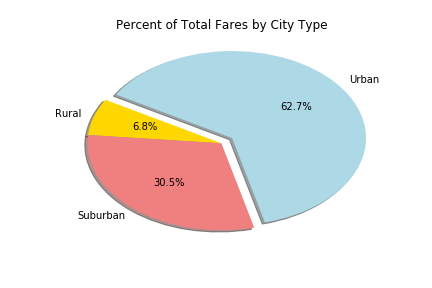 Percent of Total Fares by City Type
Urban
62.7%
Rural
6.8%
30.5%
Suburban